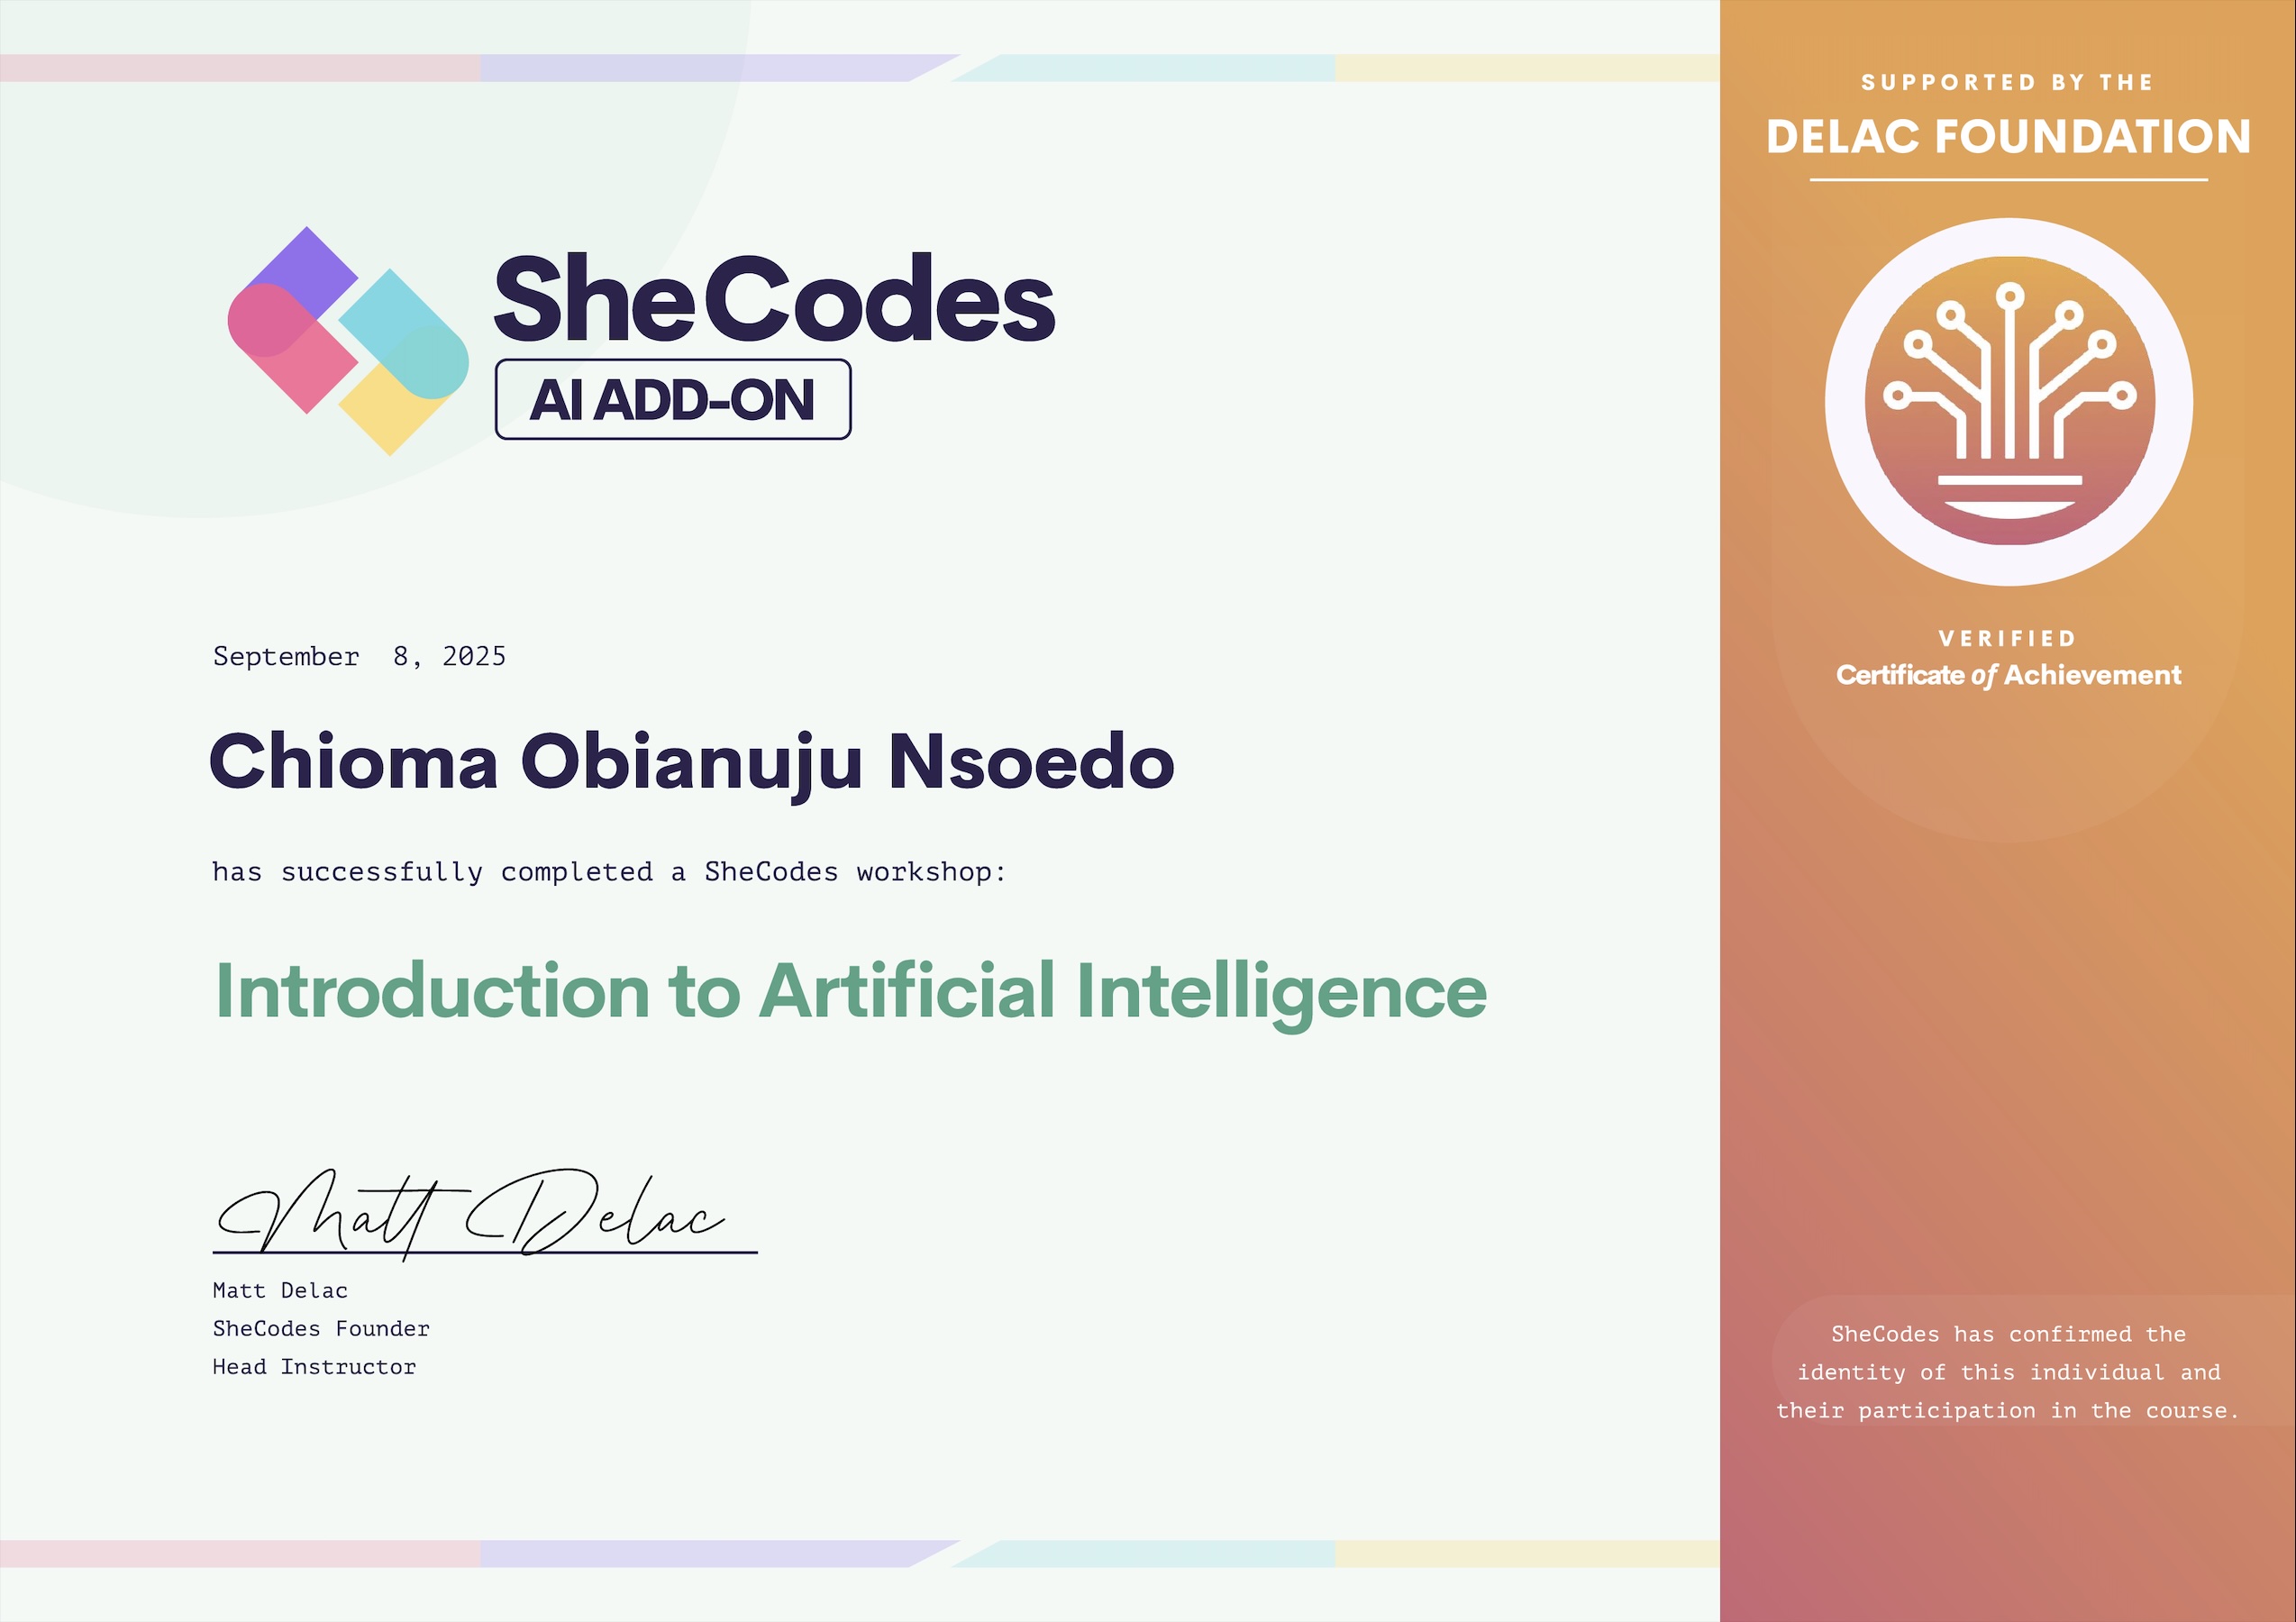 SheCodes
AI ADD-ON
September 8, 2025
Chioma Obianuju Nsoedo
has successfully completed a SheCodes workshop:
Introduction to Artificial Intelligence
Matt Delac
Matt Delac
SheCodes Founder
Head Instructor
SUPPORTED BY THE
DELAC FOUNDATION
VERIFIED
Certificate of Achievement
SheCodes has confirmed the
identity of this individual and
their participation in the course.